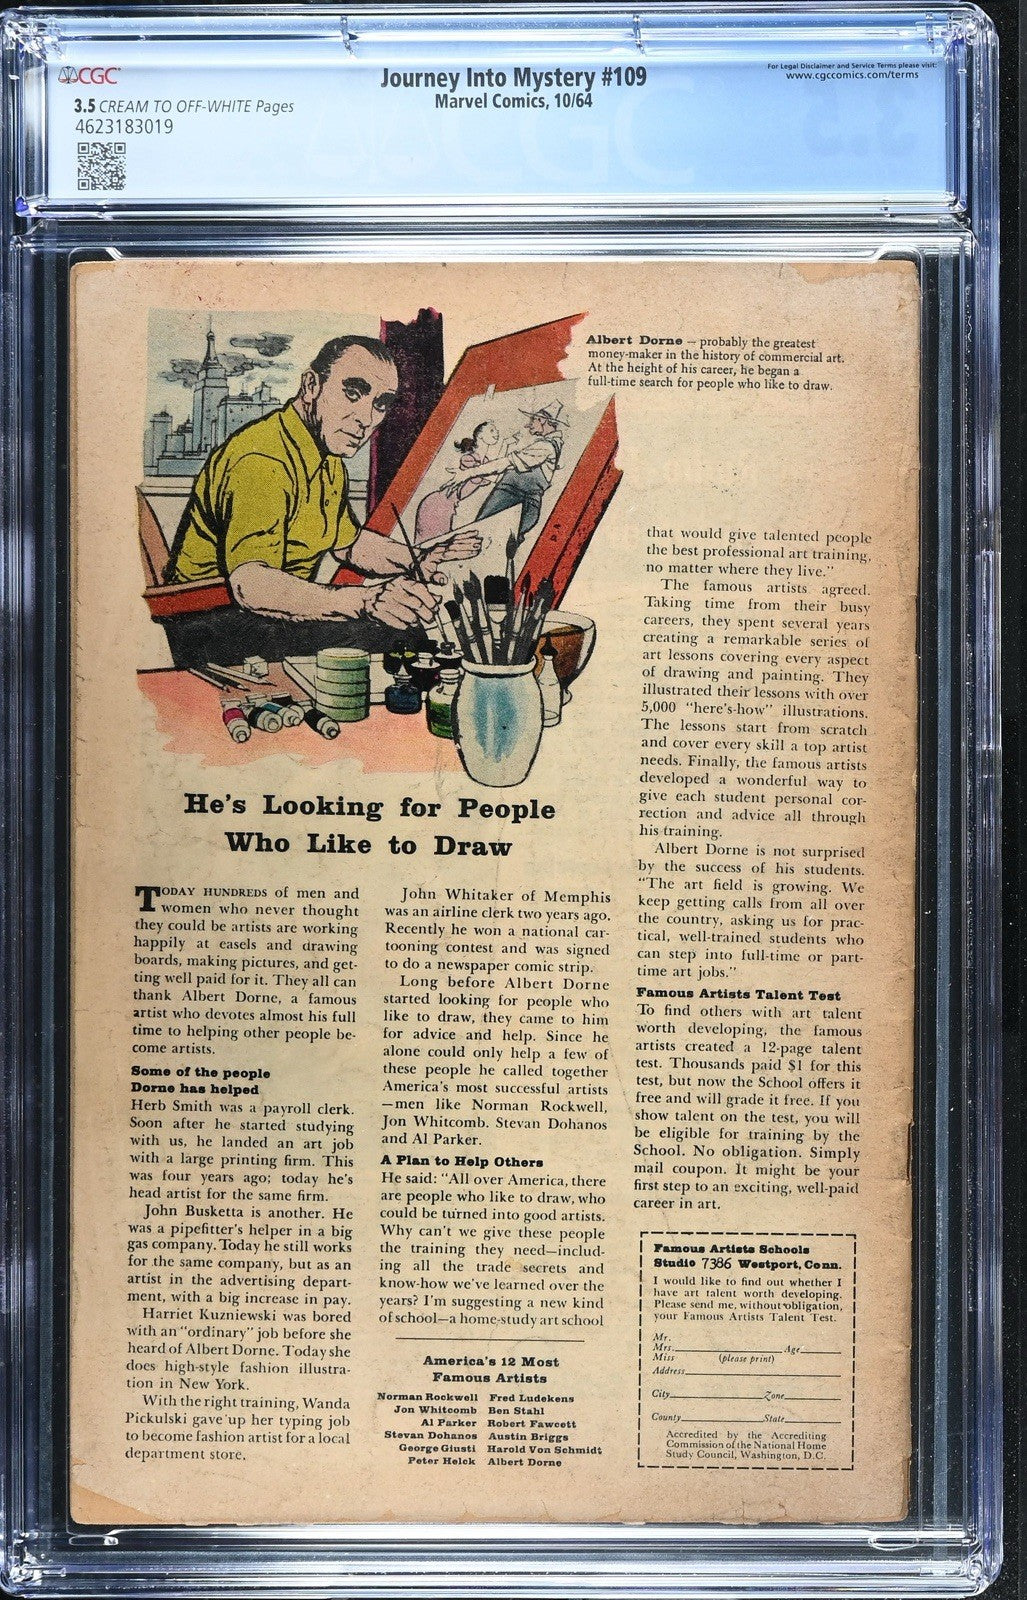 CGC
Journey Into Mystery #109
Marvel Comics, 10/64
For Legal Disclaimer and Service Terms please visit:
www.cgccomics.com/terms
3.5 CREAM TO OFF-WHITE Pages
4623183019
Albert Dorne – probably the greatest
money-maker in the history of commercial art.
At the height of his career, he began a
full-time search for people who like to draw.
He's Looking for People
Who Like to Draw
TODAY HUNDREDS of men and
women who never thought
they could be artists are working
happily at easels and drawing
boards, making pictures, and get-
ting well paid for it. They all can
thank Albert Dorne, a famous
artist who devotes almost his full
time to helping other people be-
come artists.
Some of the people
Dorne has helped
Herb Smith was a payroll clerk.
Soon after he started studying
with us, he landed an art job
with a large printing firm. This
was four years ago; today he's
head artist for the same firm.
John Busketta is another. He
was a pipefitter's helper in a big
gas company. Today he still works
for the same company, but as an
artist in the advertising depart-
ment, with a big increase in pay.
Harriet Kuzniewski was bored
with an "ordinary" job before she
heard of Albert Dorne. Today she
does high-style fashion illustra-
tion in New York.
With the right training, Wanda
Pickulski gave up her typing job
to become fashion artist for a local
department store.
John Whitaker of Memphis
was an airline clerk two years ago.
Recently he won a national car-
tooning contest and was signed
to do a newspaper comic strip.
Long before Albert Dorne
started looking for people who
like to draw, they came to him
for advice and help. Since he
alone could only help a few of
these people he called together
America's most successful artists
—men like Norman Rockwell,
Jon Whitcomb. Stevan Dohanos
and Al Parker.
A Plan to Help Others
He said: "All over America, there
are people who like to draw, who
could be turned into good artists.
Why can't we give these people
the training they need—includ-
ing all the trade secrets and
know-how we've learned over the
years? I'm suggesting a new kind
of school—a home-study art school
America's 12 Most
Famous Artists
Norman Rockwell Fred Ludekens
Jon Whitcomb Ben Stahl
Al Parker Robert Fawcett
Stevan Dohanos Austin Briggs
George Giusti Harold Von Schmidt
Peter Helck Albert Dorne
that would give talented people
the best professional art training,
no matter where they live."
The famous artists agreed.
Taking time from their busy
careers, they spent several years
creating a remarkable series of
art lessons covering every aspect
of drawing and painting. They
illustrated their lessons with over
5,000 "here's-how" illustrations.
The lessons start from scratch
and cover every skill a top artist
needs. Finally, the famous artists
developed a wonderful way to
give each student personal cor-
rection and advice all through
his training.
Albert Dorne is not surprised
by the success of his students.
"The art field is growing. We
keep getting calls from all over
the country, asking us for prac-
tical, well-trained students who
can step into full-time or part-
time art jobs."
Famous Artists Talent Test
To find others with art talent
worth developing, the famous
artists created a 12-page talent
test. Thousands paid $1 for this
test, but now the School offers it
free and will grade it free. If you
show talent on the test, you will
be eligible for training by the
School. No obligation. Simply
mail coupon. It might be your
first step to an exciting, well-paid
career in art.
Famous Artists Schools
Studio 7386 Westport, Conn.
I would like to find out whether I
have art talent worth developing.
Please send me, without obligation,
your Famous Artists Talent Test.
Mr.
Mrs. Age
Miss (please print)
Address
City Zone
County State
Accredited by the Accrediting
Commission of the National Home
Study Council, Washington, D.C.